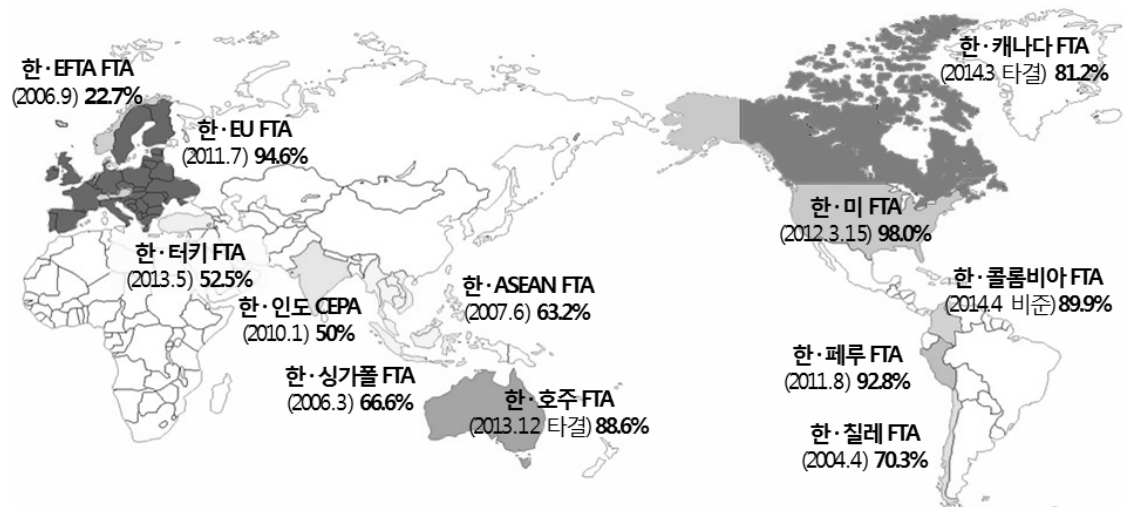 한·EFTA FTA
(2006.9) 22.7%
한·EU FTA
(2011.7) 94.6%
한·터키 FTA
(2013.5) 52.5%
한·인도 CEPA
(2010.1) 50%
한·ASEAN FTA
(2007.6) 63.2%
한·싱가폴 FTA
(2006.3) 66.6%
한·호주 FTA
(2013.12 타결) 88.6%
한·캐나다 FTA
(2014.3 타결) 81.2%
한·미 FTA
(2012.3.15) 98.0%
한·콜롬비아 FTA
(2014.4 비준) 89.9%
한·페루 FTA
(2011.8) 92.8%
한·칠레 FTA
(2004.4) 70.3%